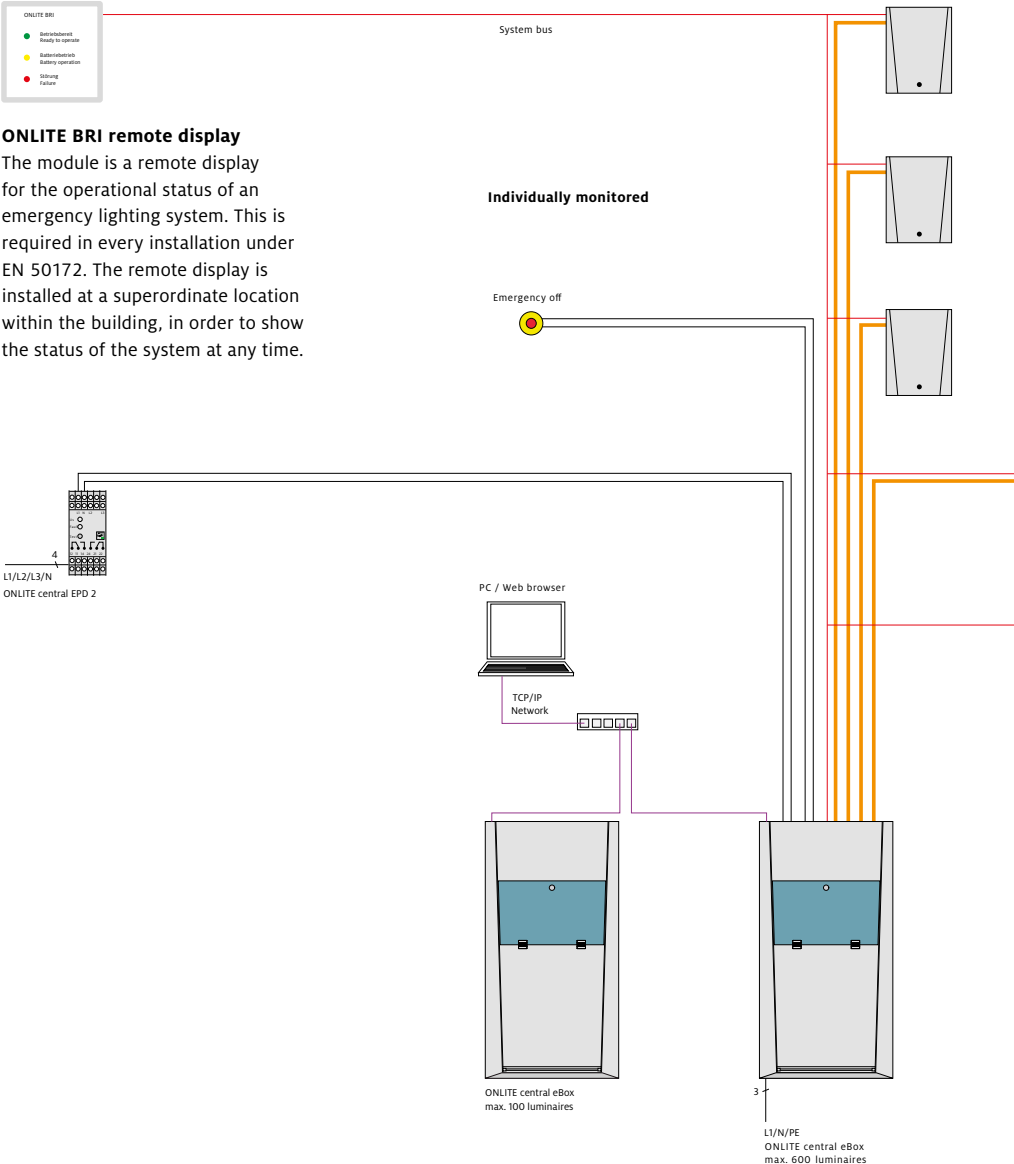 ONLITE BRI
Betriebsbereit
Ready to operate
Batteriebetrieb
Battery operation
Störung
Failure
System bus
ONLITE BRI remote display
The module is a remote display
for the operational status of an
emergency lighting system. This is
required in every installation under
EN 50172. The remote display is
installed at a superordinate location
within the building, in order to show
the status of the system at any time.
Individually monitored
Emergency off
4
L1/L2/L3/N
ONLITE central EPD 2
PC / Web browser
TCP/IP
Network
ONLITE central eBox
max. 100 luminaires
3
L1/N/PE
ONLITE central eBox
max. 600 luminaires